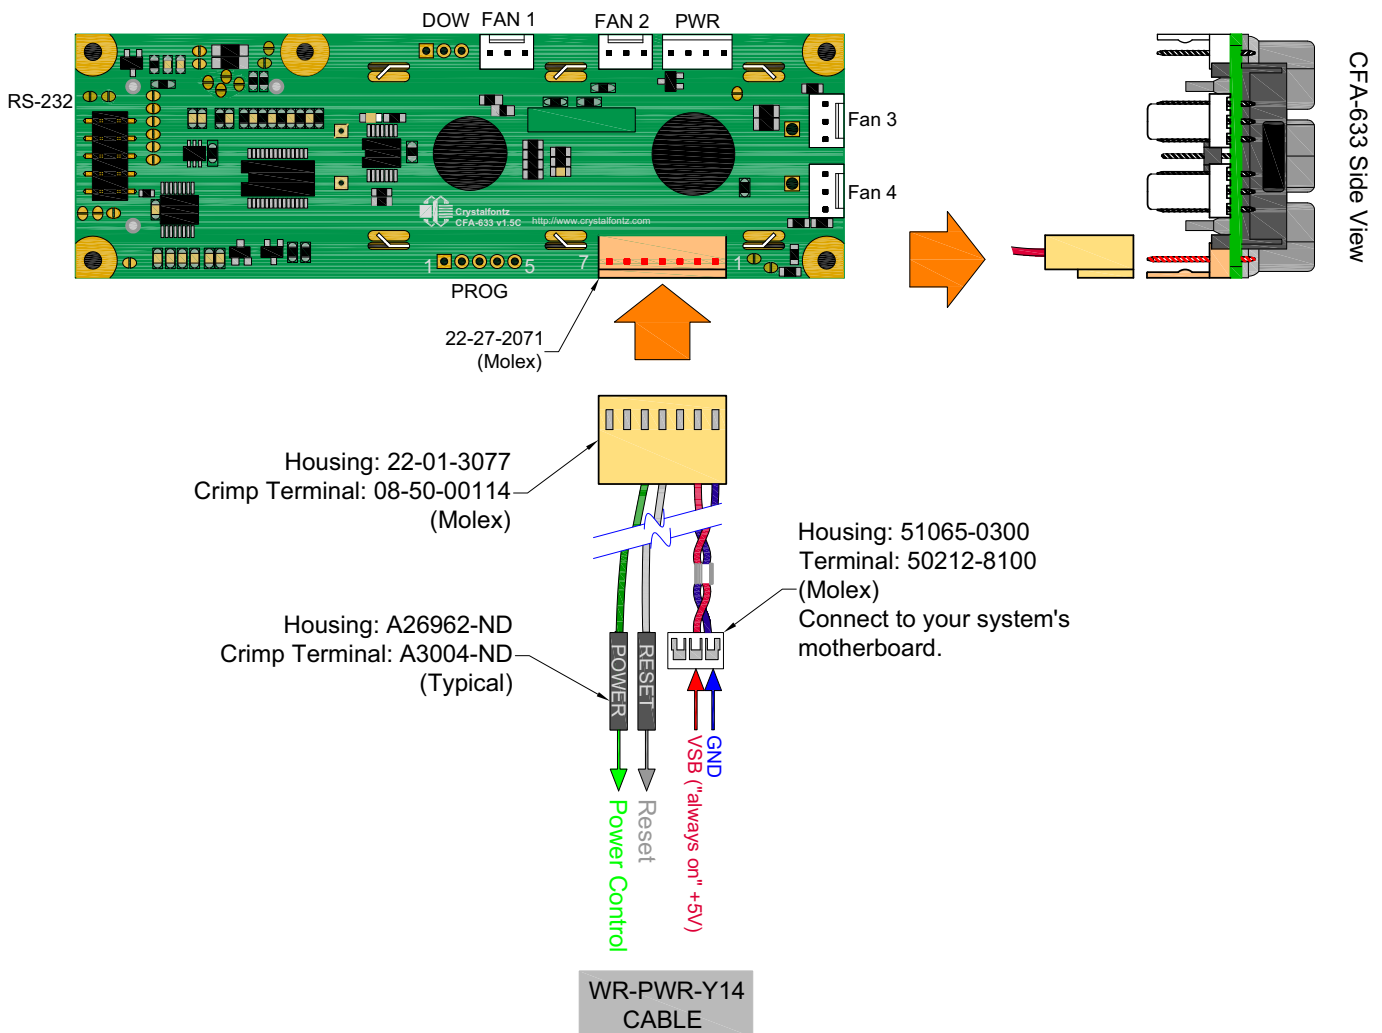 DOW
FAN 1
FAN 2
PWR
RS-232
Fan 3
Fan 4
CFA-633 Side View
Crystalfontz
CFA-633 v1.5C
http://www.crystalfontz.com
1
5
7
1
PROG
22-27-2071
(Molex)
Housing: 22-01-3077
Crimp Terminal: 08-50-00114
(Molex)
Housing: 51065-0300
Terminal: 50212-8100
(Molex)
Connect to your system's
motherboard.
Housing: A26962-ND
Crimp Terminal: A3004-ND
(Typical)
POWER
RESET
Power Control
Reset
VSB ("always on" +5V)
GND
WR-PWR-Y14
CABLE